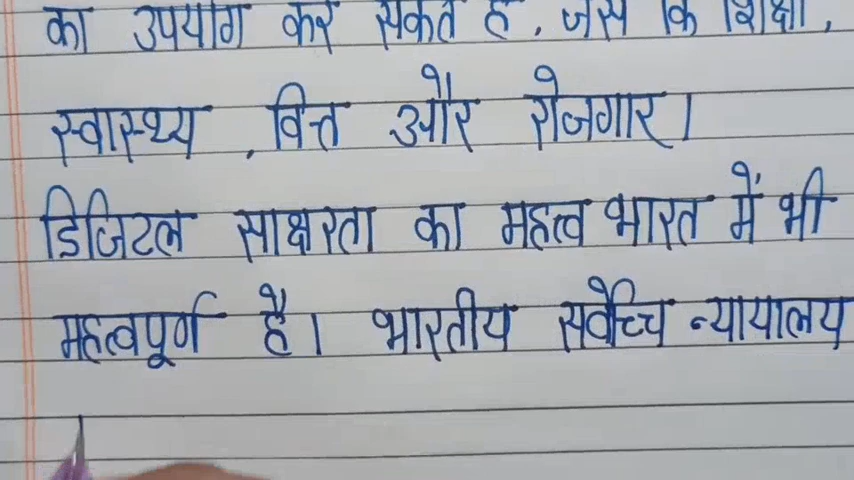 का उपयोग कर सकते हैं, जैसे कि शिक्षा,
स्वास्थ्य , वित्त और रोजगार।
डिजिटल साक्षरता का महत्व भारत में भी
महत्वपूर्ण है। भारतीय सर्वोच्च न्यायालय